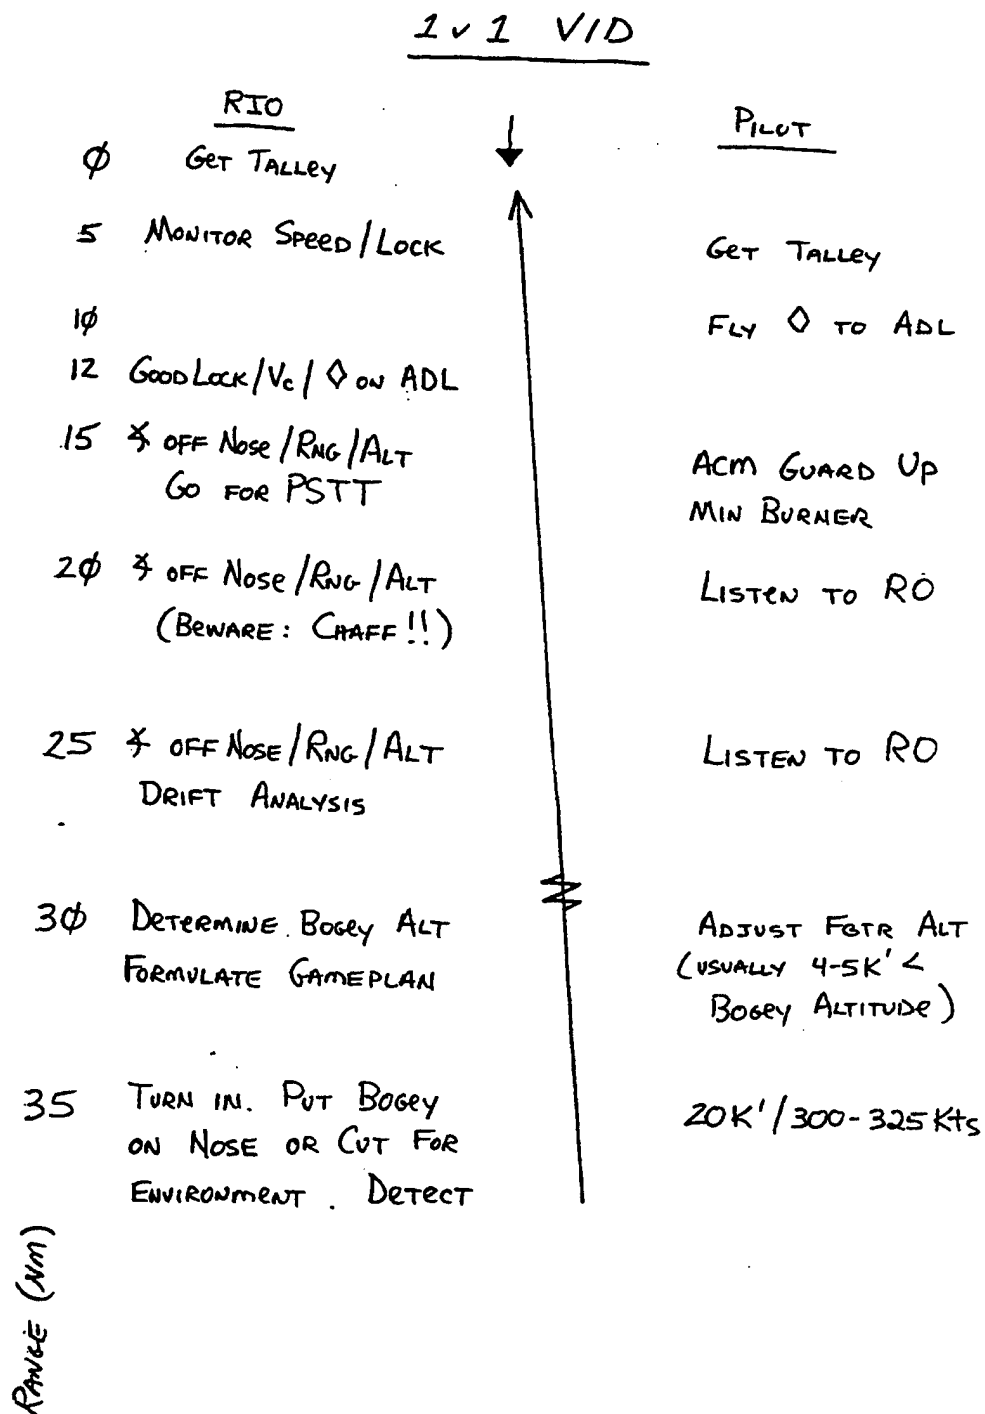 1 v 1 VID
RIO
PILOT
Ø GET TALLEY
5 MONITOR SPEED/LOCK
GET TALLEY
1Ø
FLY ◊ TO ADL
12 GOOD LOCK/Vc/ ◊ ON ADL
15 ∡ OFF NOSE/RNG/ALT
GO FOR PSTT
ACM GUARD UP
MIN BURNER
2Ø ∡ OFF NOSE/RNG/ALT
(BEWARE: CHAFF!!)
LISTEN TO RO
25 ∡ OFF NOSE/RNG/ALT
DRIFT ANALYSIS
LISTEN TO RO
3Ø DETERMINE BOGEY ALT
FORMULATE GAMEPLAN
ADJUST FGTR ALT
(USUALLY 4-5K' <
BOGEY ALTITUDE)
35 TURN IN. PUT BOGEY
ON NOSE OR CUT FOR
ENVIRONMENT. DETECT
20K'/300-325 Kts
RANGE (NM)